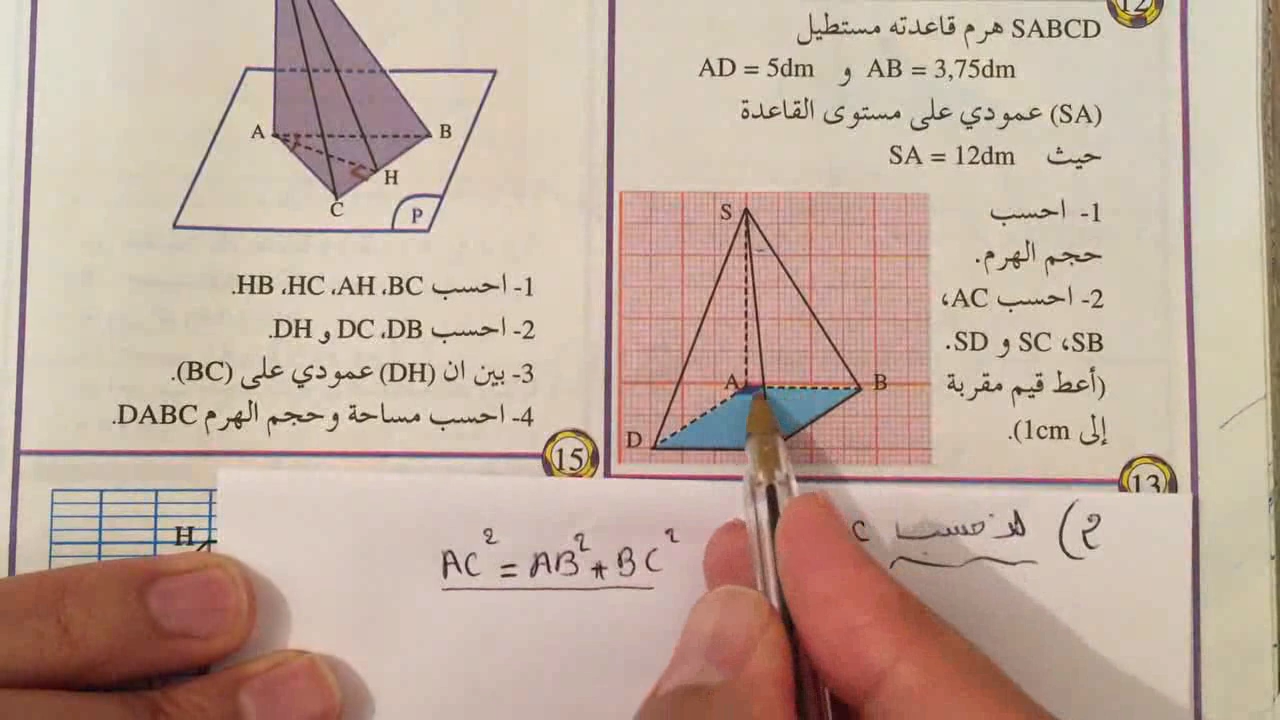 12
SABCD هرم قاعدته مستطيل
AB = 3,75dm و AD = 5dm
(SA) عمودي على مستوى القاعدة
حيث SA = 12dm
1- احسب
حجم الهرم.
2- احسب AC،
SB، SC و SD.
(أعطِ قيم مقربة
إلى 1cm).
S
A
B
D
A
B
H
C
P
1- احسب BC، AH، HC، HB.
2- احسب DB، DC و DH.
3- بين ان (DH) عمودي على (BC).
4- احسب مساحة وحجم الهرم DABC.
15
13
H
2) لاحسب C
AC² = AB² + BC²